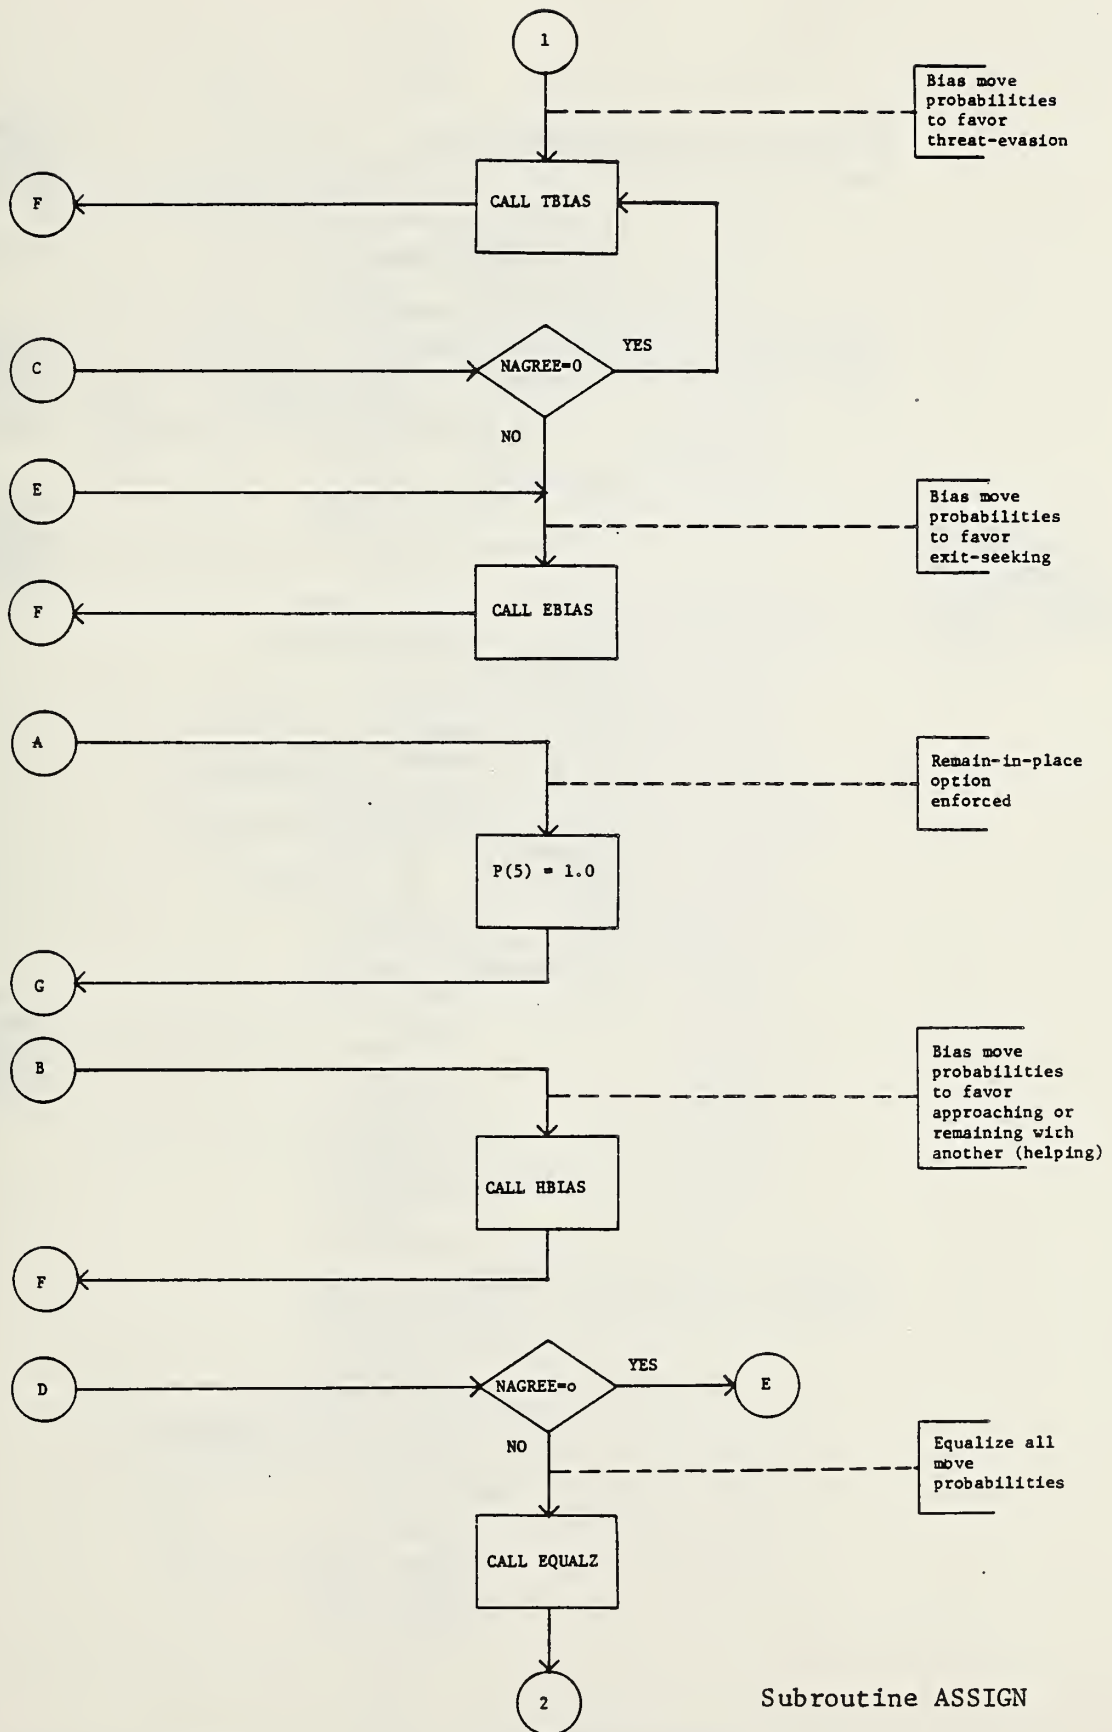 1
Bias move
probabilities
to favor
threat-evasion
F
CALL TBIAS
C
NAGREE=0
YES
NO
E
Bias move
probabilities
to favor
exit-seeking
F
CALL EBIAS
A
Remain-in-place
option
enforced
P(5) = 1.0
G
B
Bias move
probabilities
to favor
approaching or
remaining with
another (helping)
CALL HBIAS
F
D
NAGREE=o
YES
E
NO
Equalize all
move
probabilities
CALL EQUALZ
2
Subroutine ASSIGN